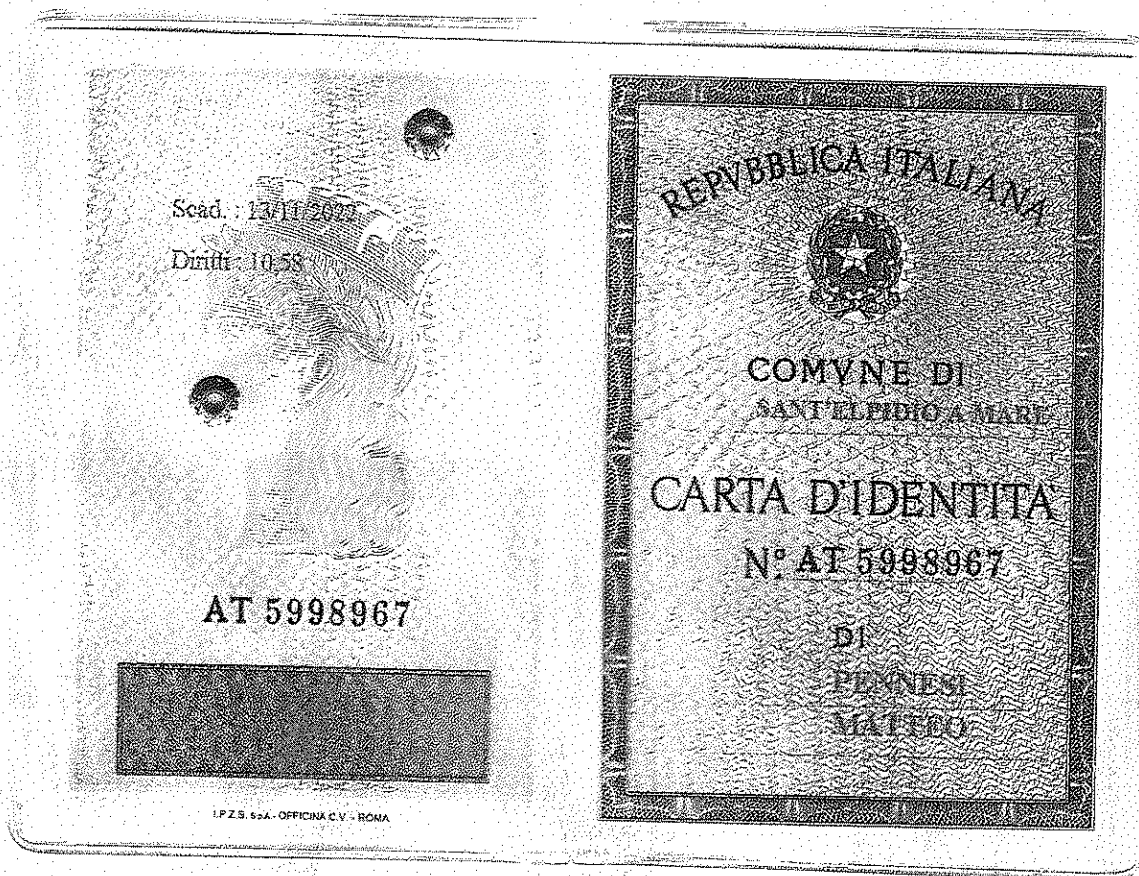 Scad. : 13/11/2027
Diritti : 10,58
AT 5998967
I.P.Z.S. S.p.A. - OFFICINA C.V. - ROMA
REPVBBLICA ITALIANA
COMVNE DI
SANT'ELPIDIO A MARE
CARTA D'IDENTITA'
N° AT 5998967
DI
PENNESI
MATTEO